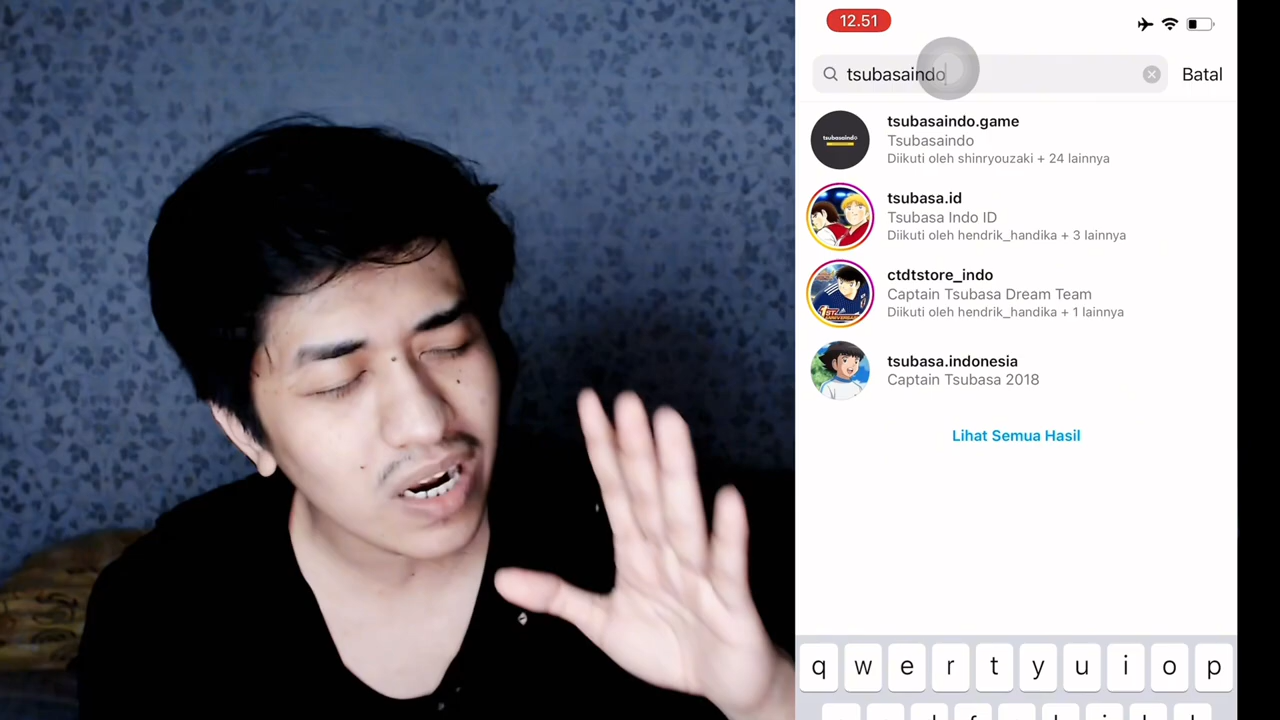 12.51
tsubasaindo
Batal
tsubasaindo
tsubasaindo.game
Tsubasaindo
Diikuti oleh shinryouzaki + 24 lainnya
tsubasa.id
Tsubasa Indo ID
Diikuti oleh hendrik_handika + 3 lainnya
ctdtstore_indo
Captain Tsubasa Dream Team
Diikuti oleh hendrik_handika + 1 lainnya
tsubasa.indonesia
Captain Tsubasa 2018
Lihat Semua Hasil
q w e r t y u i o p